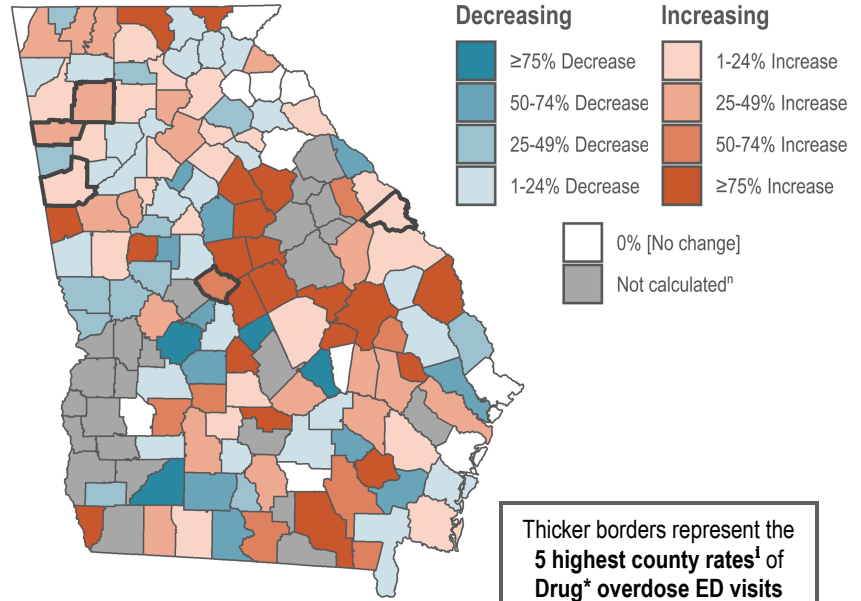 Decreasing
≥75% Decrease
50-74% Decrease
25-49% Decrease
1-24% Decrease
Increasing
1-24% Increase
25-49% Increase
50-74% Increase
≥75% Increase
0% [No change]
Not calculatedⁿ
Thicker borders represent the
5 highest county rates¹ of
Drug* overdose ED visits